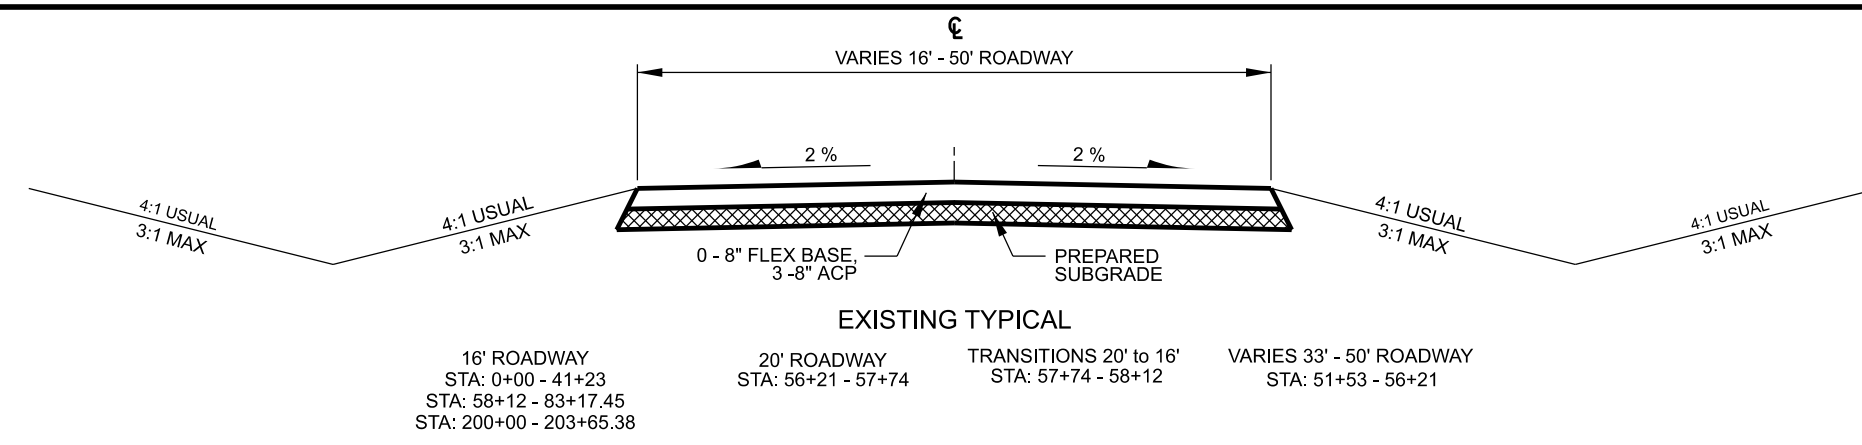 ℄
VARIES 16' - 50' ROADWAY
2 %
2 %
4:1 USUAL
3:1 MAX
4:1 USUAL
3:1 MAX
4:1 USUAL
3:1 MAX
4:1 USUAL
3:1 MAX
0 - 8" FLEX BASE,
3 -8" ACP
PREPARED
SUBGRADE
EXISTING TYPICAL
16' ROADWAY
STA: 0+00 - 41+23
STA: 58+12 - 83+17.45
STA: 200+00 - 203+65.38
20' ROADWAY
STA: 56+21 - 57+74
TRANSITIONS 20' to 16'
STA: 57+74 - 58+12
VARIES 33' - 50' ROADWAY
STA: 51+53 - 56+21